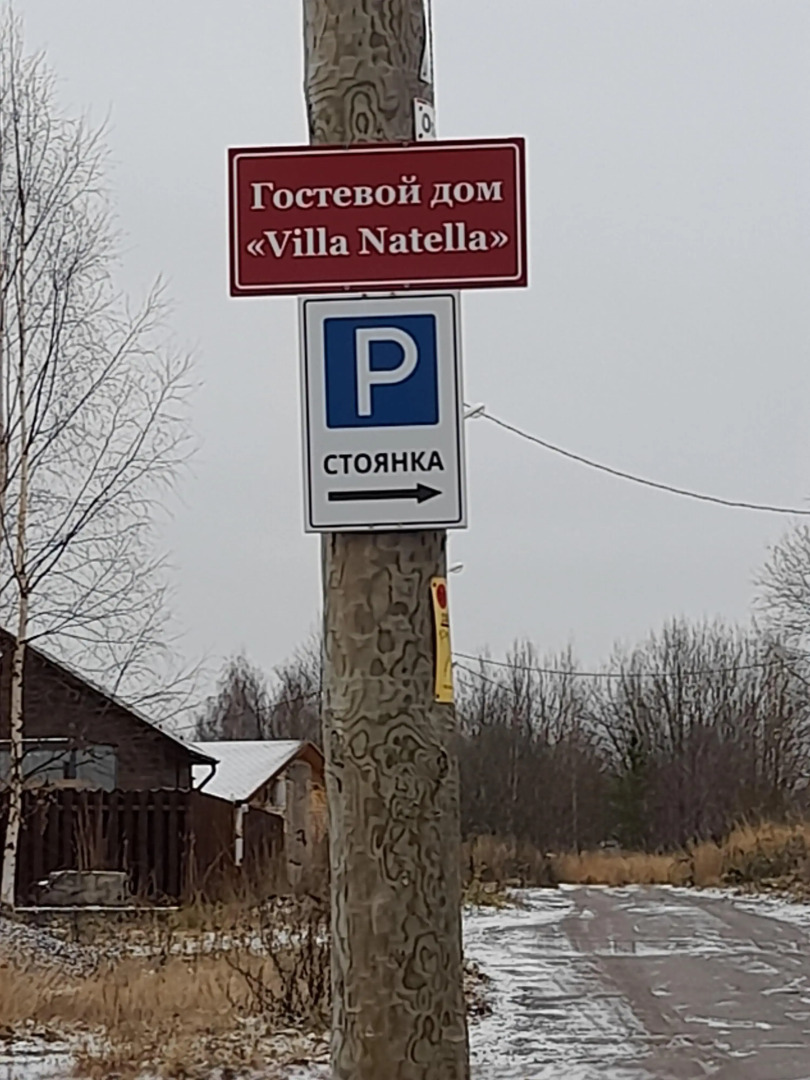 Гостевой дом
«Villa Natella»
P
СТОЯНКА